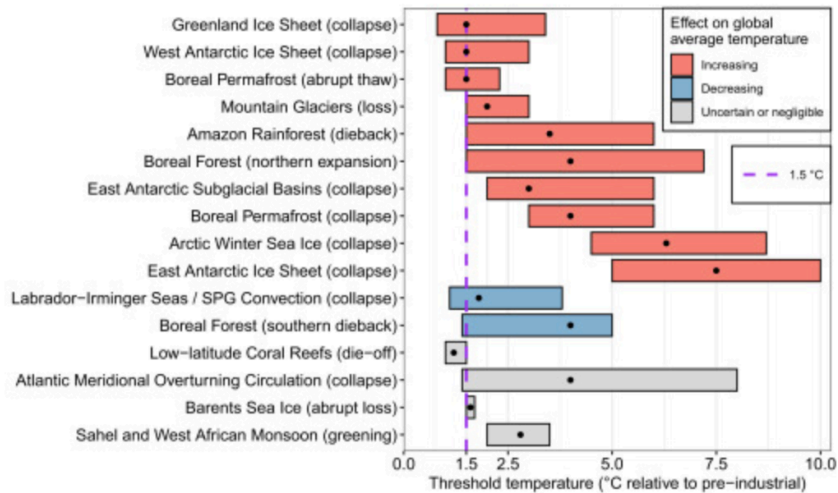 Greenland Ice Sheet (collapse)
West Antarctic Ice Sheet (collapse)
Boreal Permafrost (abrupt thaw)
Mountain Glaciers (loss)
Amazon Rainforest (dieback)
Boreal Forest (northern expansion)
East Antarctic Subglacial Basins (collapse)
Boreal Permafrost (collapse)
Arctic Winter Sea Ice (collapse)
East Antarctic Ice Sheet (collapse)
Labrador−Irminger Seas / SPG Convection (collapse)
Boreal Forest (southern dieback)
Low−latitude Coral Reefs (die−off)
Atlantic Meridional Overturning Circulation (collapse)
Barents Sea Ice (abrupt loss)
Sahel and West African Monsoon (greening)
Effect on global
average temperature
Increasing
Decreasing
Uncertain or negligible
1.5 °C
0.0 1.5 2.5 5.0 7.5 10.0
Threshold temperature (°C relative to pre−industrial)